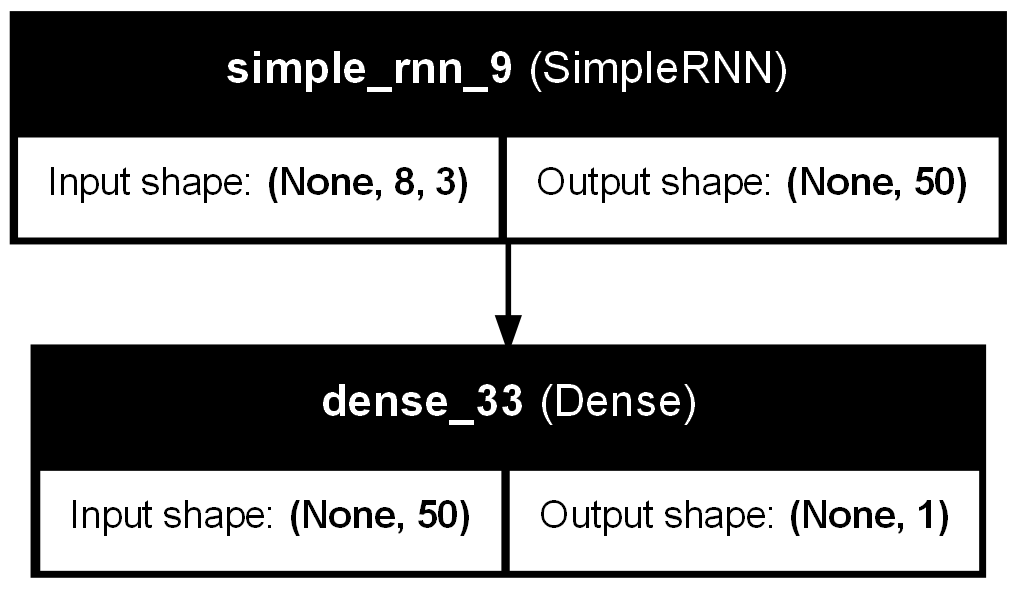 simple_rnn_9 (SimpleRNN)
Input shape: (None, 8, 3)
Output shape: (None, 50)
dense_33 (Dense)
Input shape: (None, 50)
Output shape: (None, 1)